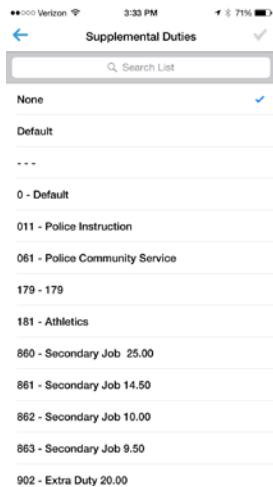 Verizon 3:33 PM 71%
Supplemental Duties
Search List
None
Default
- - -
0 - Default
011 - Police Instruction
061 - Police Community Service
179 - 179
181 - Athletics
860 - Secondary Job  25.00
861 - Secondary Job 14.50
862 - Secondary Job 10.00
863 - Secondary Job 9.50
902 - Extra Duty 20.00